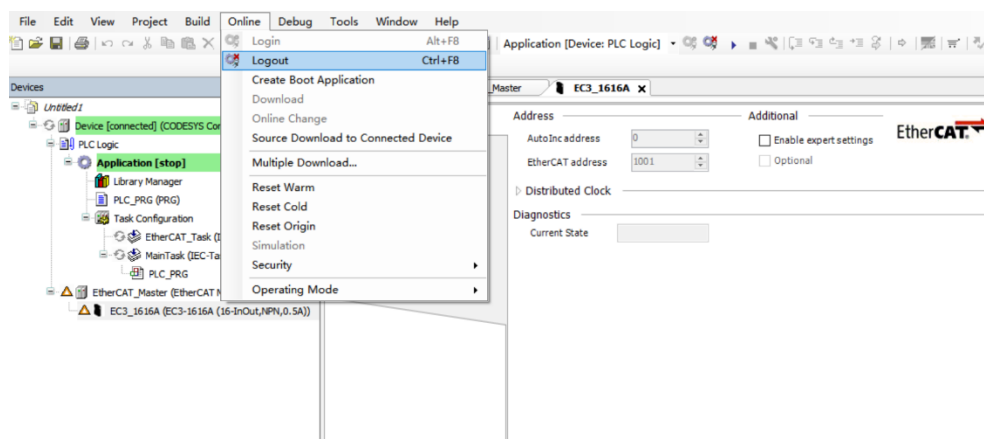 File Edit View Project Build Online Debug Tools Window Help
Application [Device: PLC Logic]
Login Alt+F8
Logout Ctrl+F8
Create Boot Application
Download
Online Change
Source Download to Connected Device
Multiple Download...
Reset Warm
Reset Cold
Reset Origin
Simulation
Security
Operating Mode
Devices
Untitled1
Device [connected] (CODESYS Cor
PLC Logic
Application [stop]
Library Manager
PLC_PRG (PRG)
Task Configuration
EtherCAT_Task (I
MainTask (IEC-Ta
PLC_PRG
EtherCAT_Master (EtherCAT M
EC3_1616A (EC3-1616A (16-InOut,NPN,0.5A))
_Master EC3_1616A
Address Additional
AutoInc address 0 Enable expert settings
EtherCAT address 1001 Optional
EtherCAT.
Distributed Clock
Diagnostics
Current State